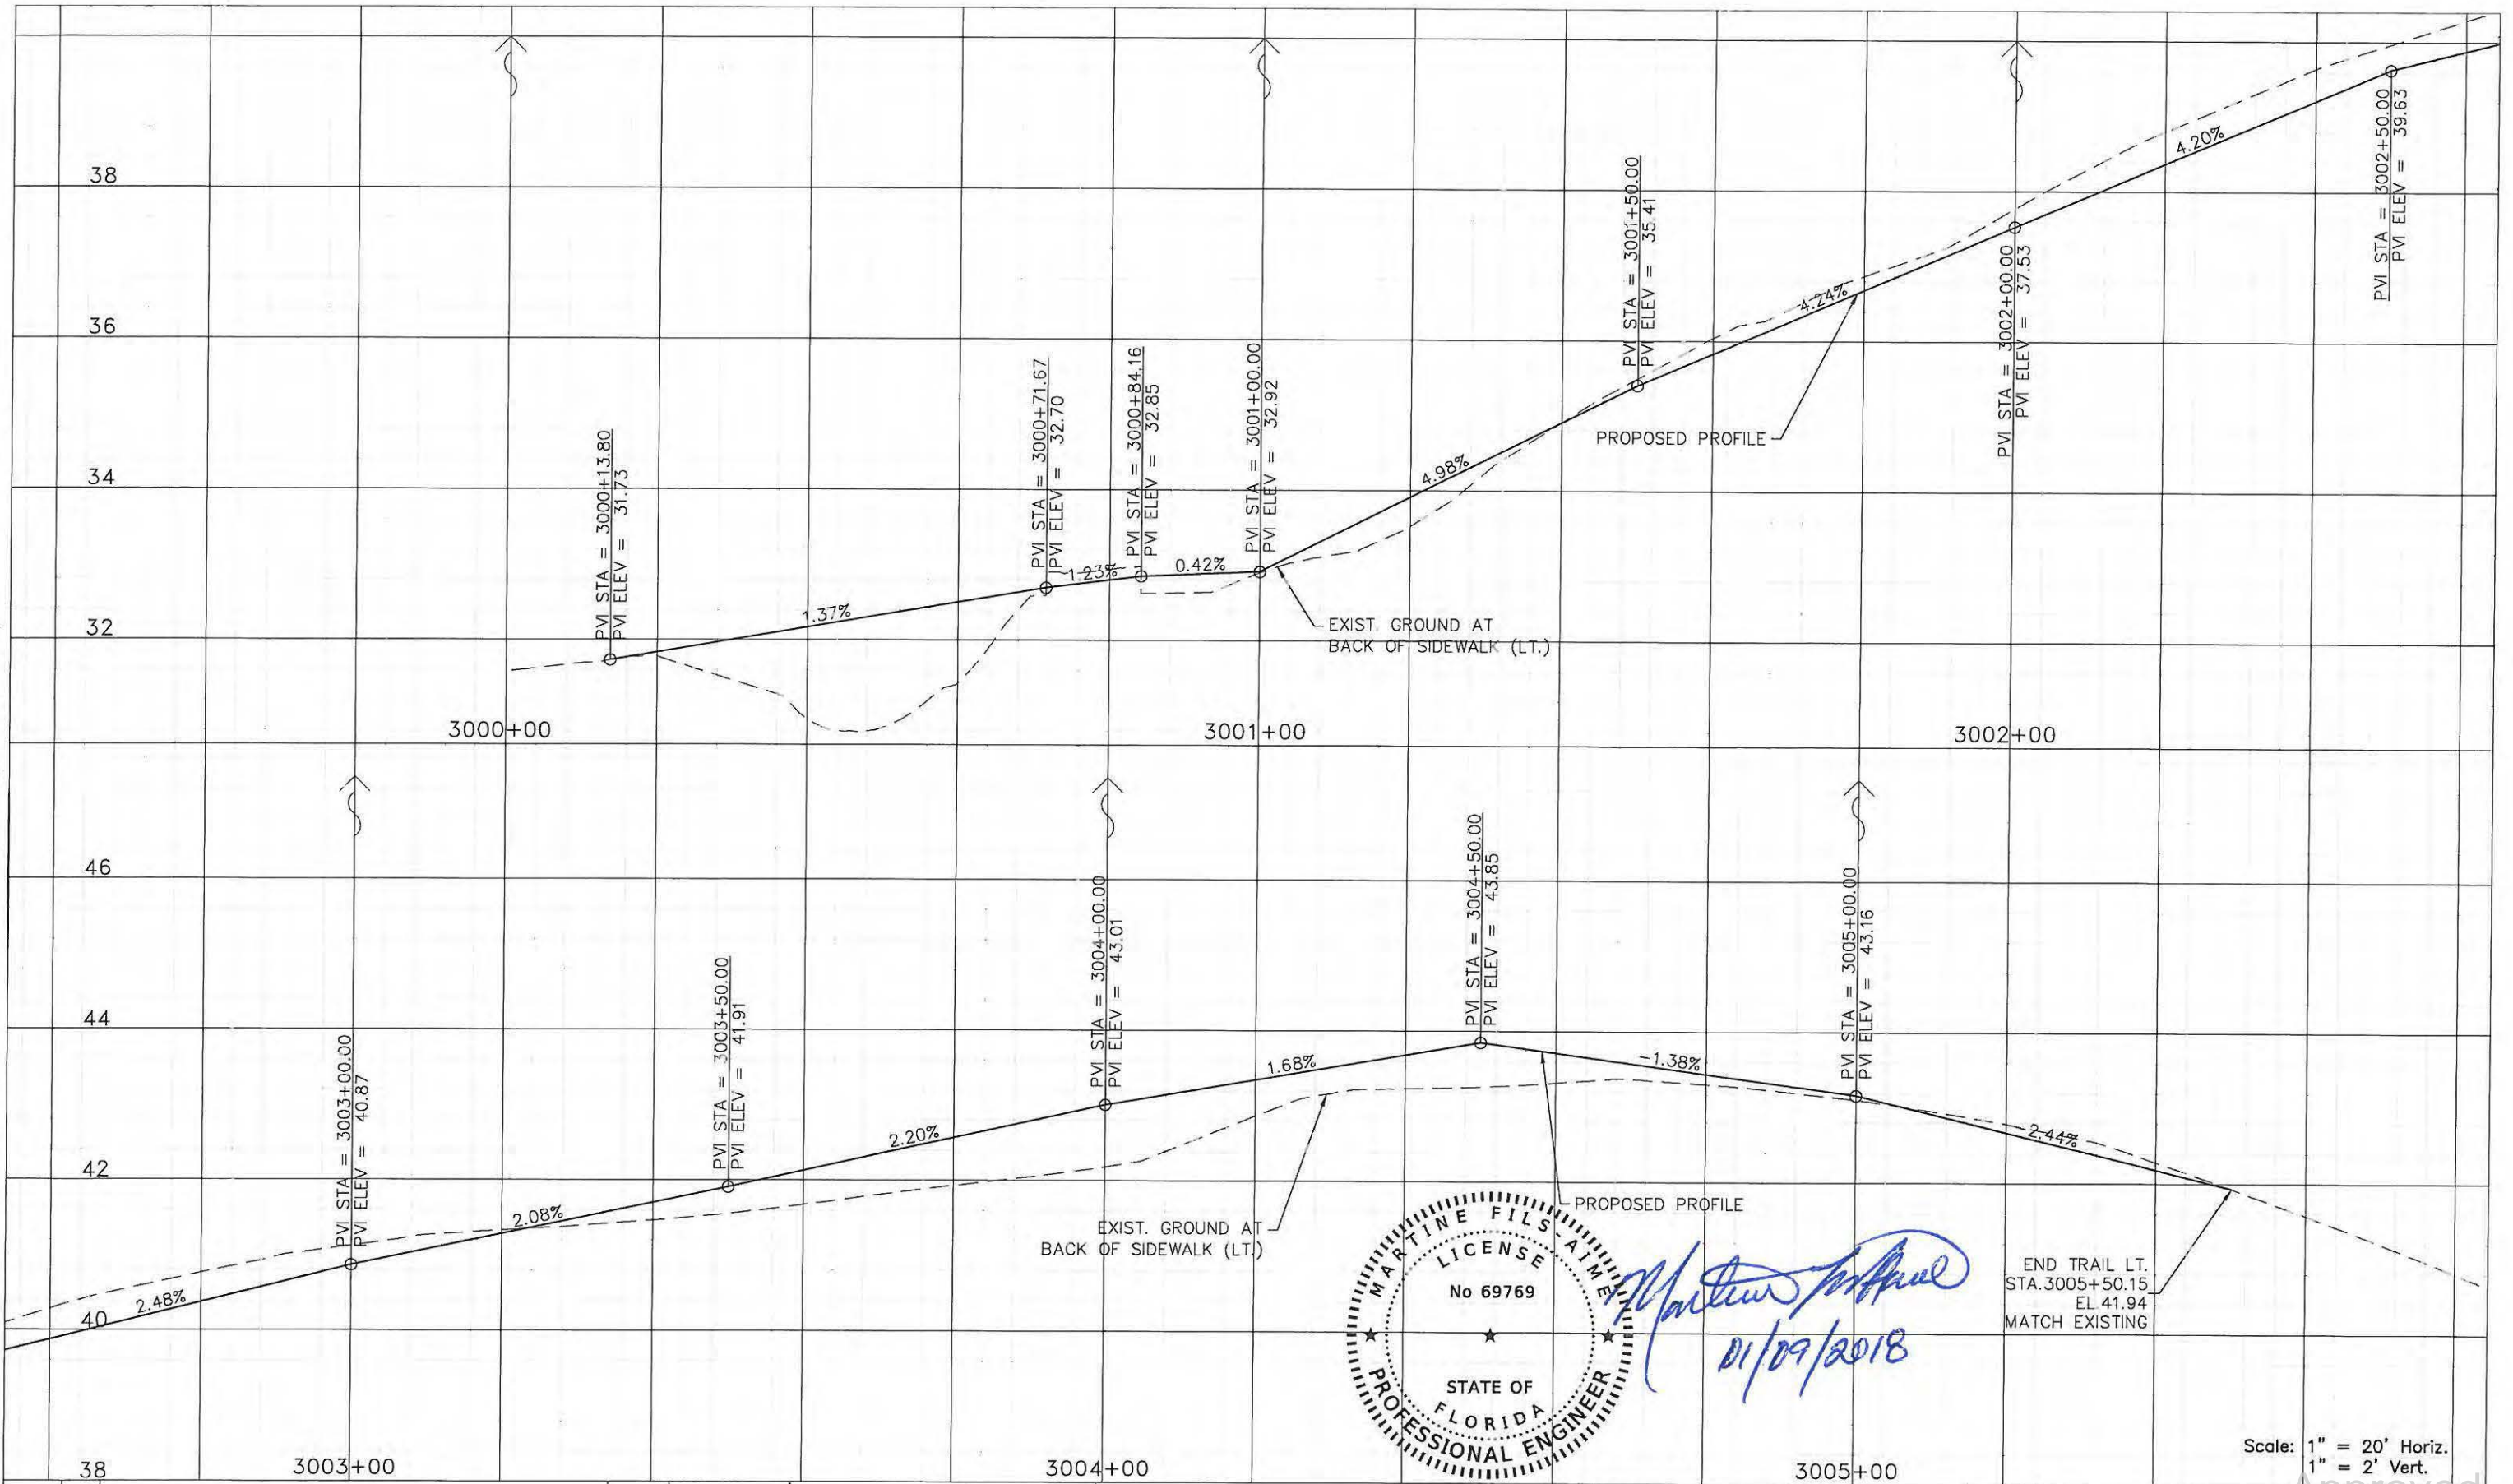 38
36
34
32
3000+00
3001+00
3002+00
PVI STA = 3000+13.80
PVI ELEV = 31.73
1.37%
PVI STA = 3000+71.67
PVI ELEV = 32.70
1.23%
PVI STA = 3000+84.16
PVI ELEV = 32.85
0.42%
PVI STA = 3001+00.00
PVI ELEV = 32.92
EXIST. GROUND AT
BACK OF SIDEWALK (LT.)
4.98%
PVI STA = 3001+50.00
PVI ELEV = 35.41
PROPOSED PROFILE
4.24%
PVI STA = 3002+00.00
PVI ELEV = 37.53
4.20%
PVI STA = 3002+50.00
PVI ELEV = 39.63
46
44
42
40
38
3003+00
3004+00
3005+00
2.48%
PVI STA = 3003+00.00
PVI ELEV = 40.87
2.08%
PVI STA = 3003+50.00
PVI ELEV = 41.91
2.20%
PVI STA = 3004+00.00
PVI ELEV = 43.01
1.68%
EXIST. GROUND AT
BACK OF SIDEWALK (LT.)
PVI STA = 3004+50.00
PVI ELEV = 43.85
PROPOSED PROFILE
-1.38%
PVI STA = 3005+00.00
PVI ELEV = 43.16
2.44%
END TRAIL LT.
STA.3005+50.15
EL.41.94
MATCH EXISTING
MARTINE FILS-AIME
LICENSE
No 69769
STATE OF
FLORIDA
PROFESSIONAL ENGINEER
01/09/2018
Scale: 1" = 20' Horiz.
1" = 2' Vert.
Approved